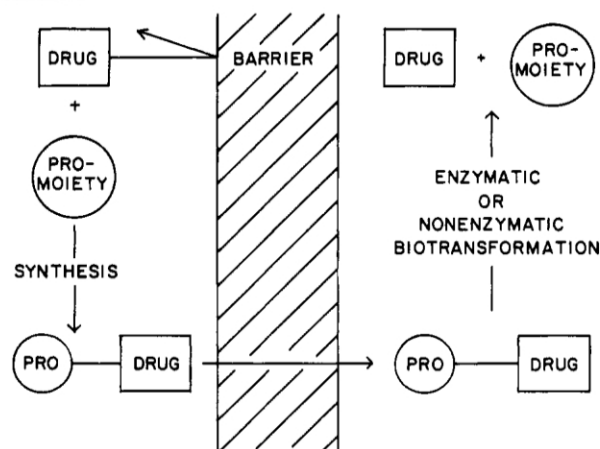 DRUG
+
PRO-
MOIETY
SYNTHESIS
PRO
DRUG
BARRIER
DRUG
+
PRO-
MOIETY
ENZYMATIC
OR
NONENZYMATIC
BIOTRANSFORMATION
PRO
DRUG